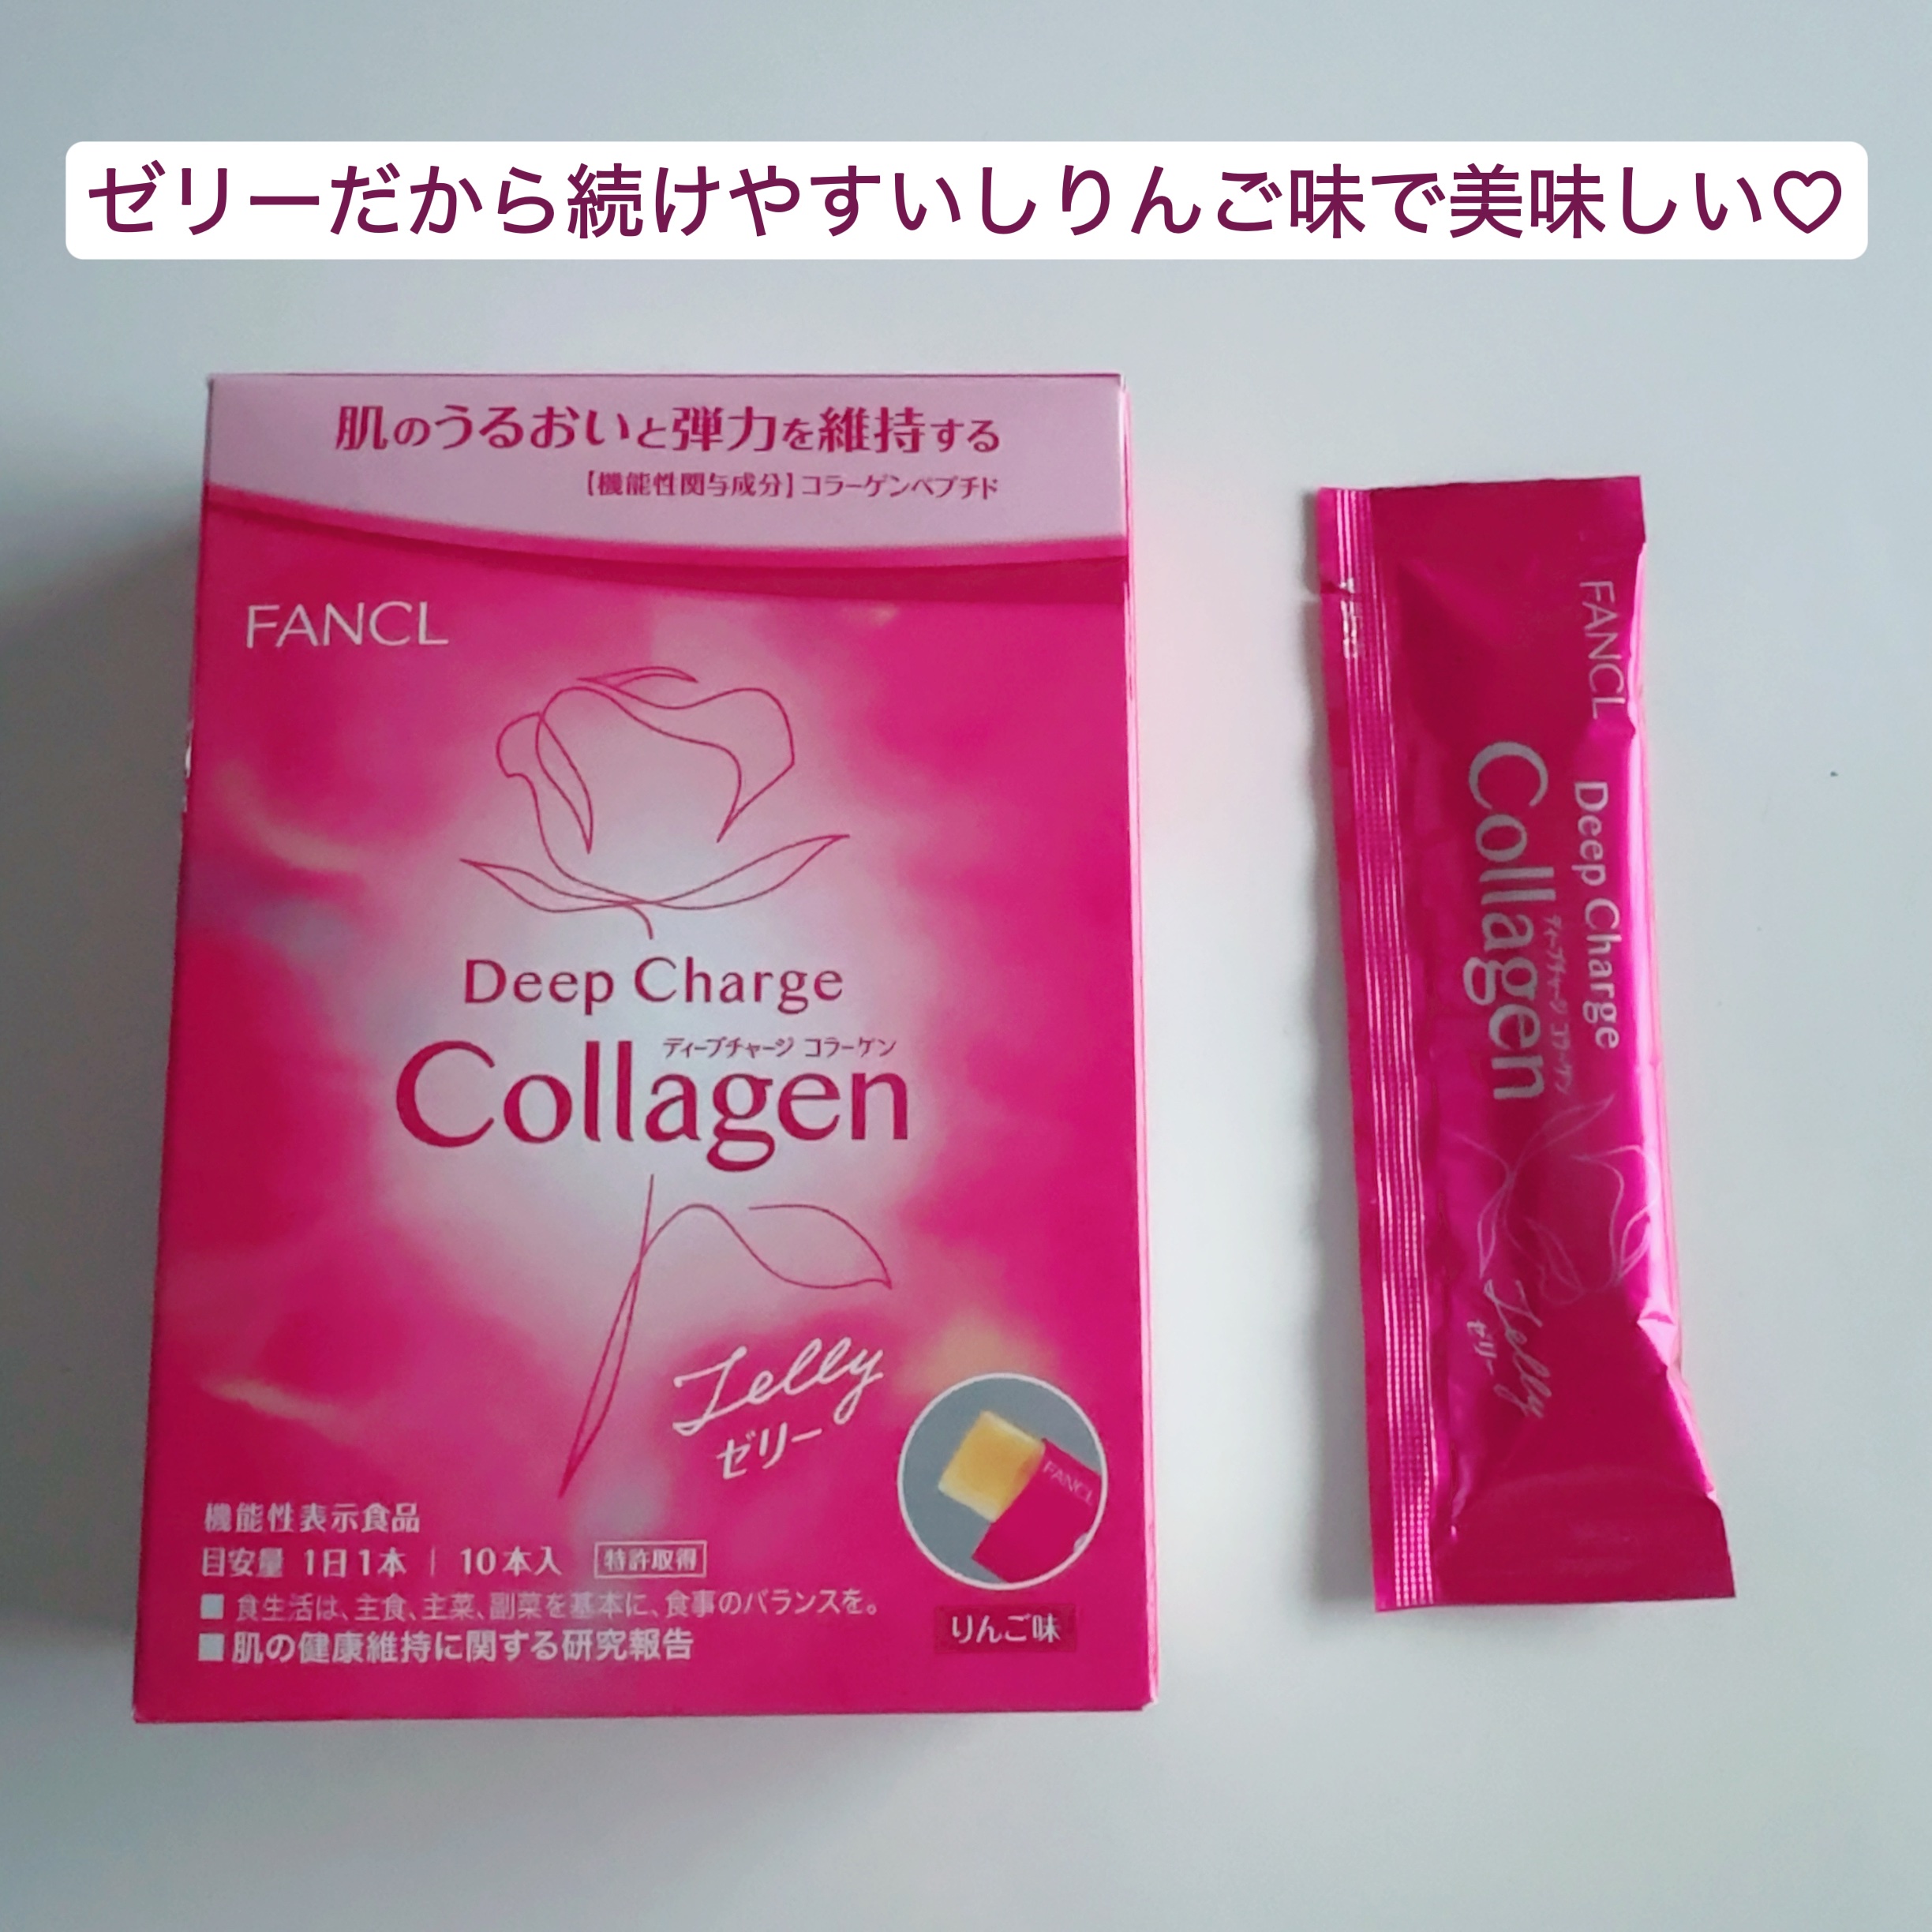 ゼリーだから続けやすいしりんご味で美味しい♡
肌のうるおいと弾力を維持する
【機能性関与成分】コラーゲンペプチド
FANCL
Deep Charge
ディープチャージ コラーゲン
Collagen
Jelly
ゼリー
FANCL
りんご味
機能性表示食品
目安量 1日1本 | 10本入 特許取得
■ 食生活は、主食、主菜、副菜を基本に、食事のバランスを。
■ 肌の健康維持に関する研究報告
FANCL
Deep Charge
ディープチャージ コラーゲン
Collagen
Jelly
ゼリー